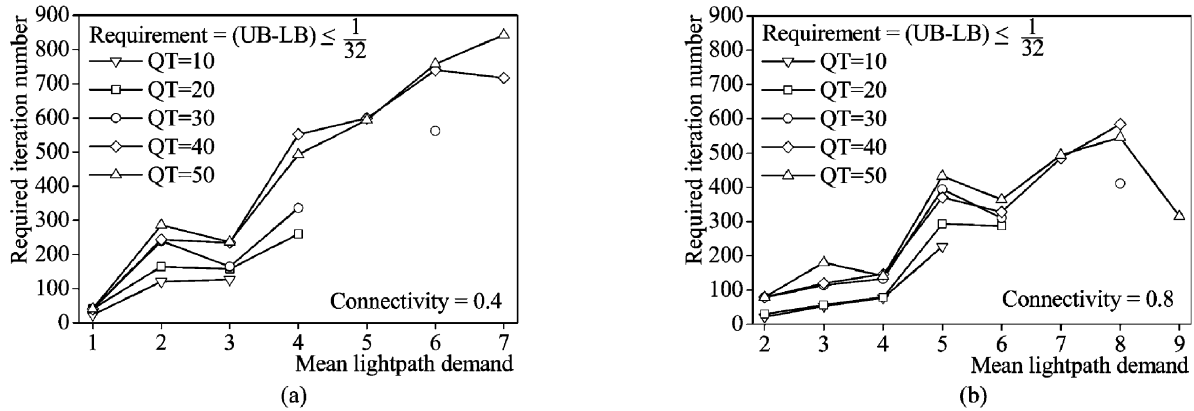 Required iteration number
900
800
700
600
500
400
300
200
100
0
Requirement = (UB-LB) ≤ 1/32
QT=10
QT=20
QT=30
QT=40
QT=50
Connectivity = 0.4
1 2 3 4 5 6 7
Mean lightpath demand
(a)
Required iteration number
900
800
700
600
500
400
300
200
100
0
Requirement = (UB-LB) ≤ 1/32
QT=10
QT=20
QT=30
QT=40
QT=50
Connectivity = 0.8
2 3 4 5 6 7 8 9
Mean lightpath demand
(b)